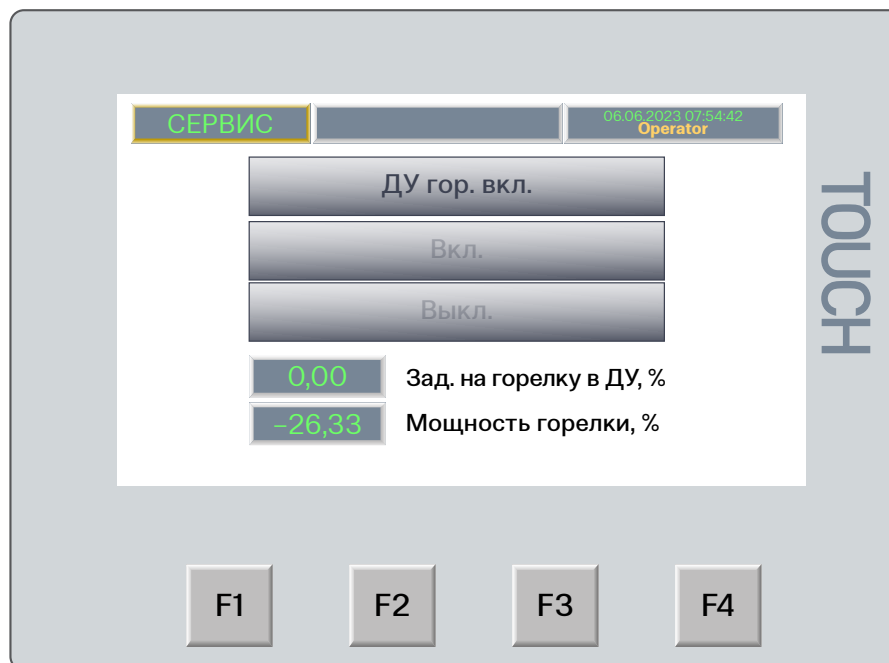 СЕРВИС
06.06.2023 07:54:42
Operator
ДУ гор. вкл.
Вкл.
Выкл.
0,00 Зад. на горелку в ДУ, %
−26,33 Мощность горелки, %
TOUCH
F1 F2 F3 F4